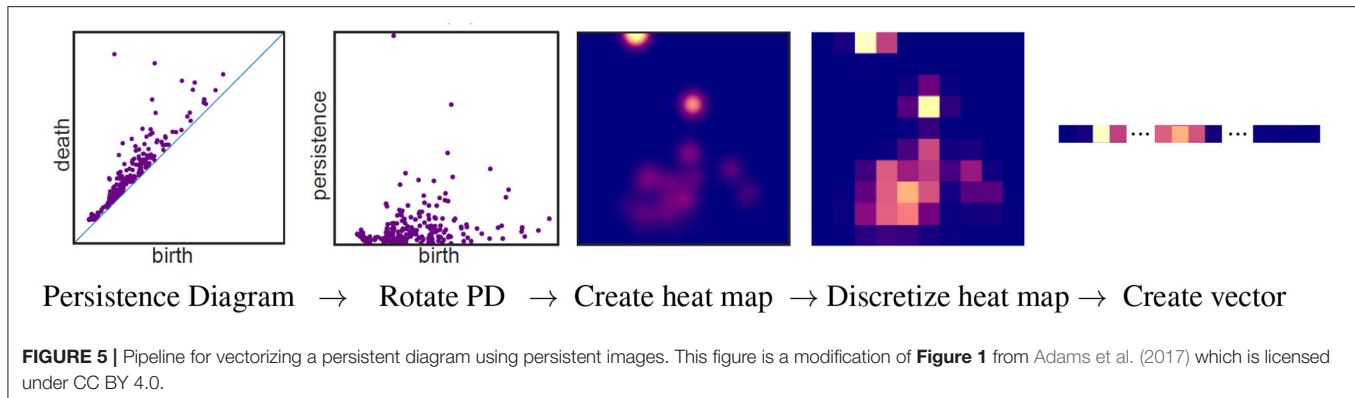 death
birth
persistence
birth
... ...
Persistence Diagram → Rotate PD → Create heat map → Discretize heat map → Create vector
FIGURE 5 | Pipeline for vectorizing a persistent diagram using persistent images. This figure is a modification of Figure 1 from Adams et al. (2017) which is licensed
under CC BY 4.0.